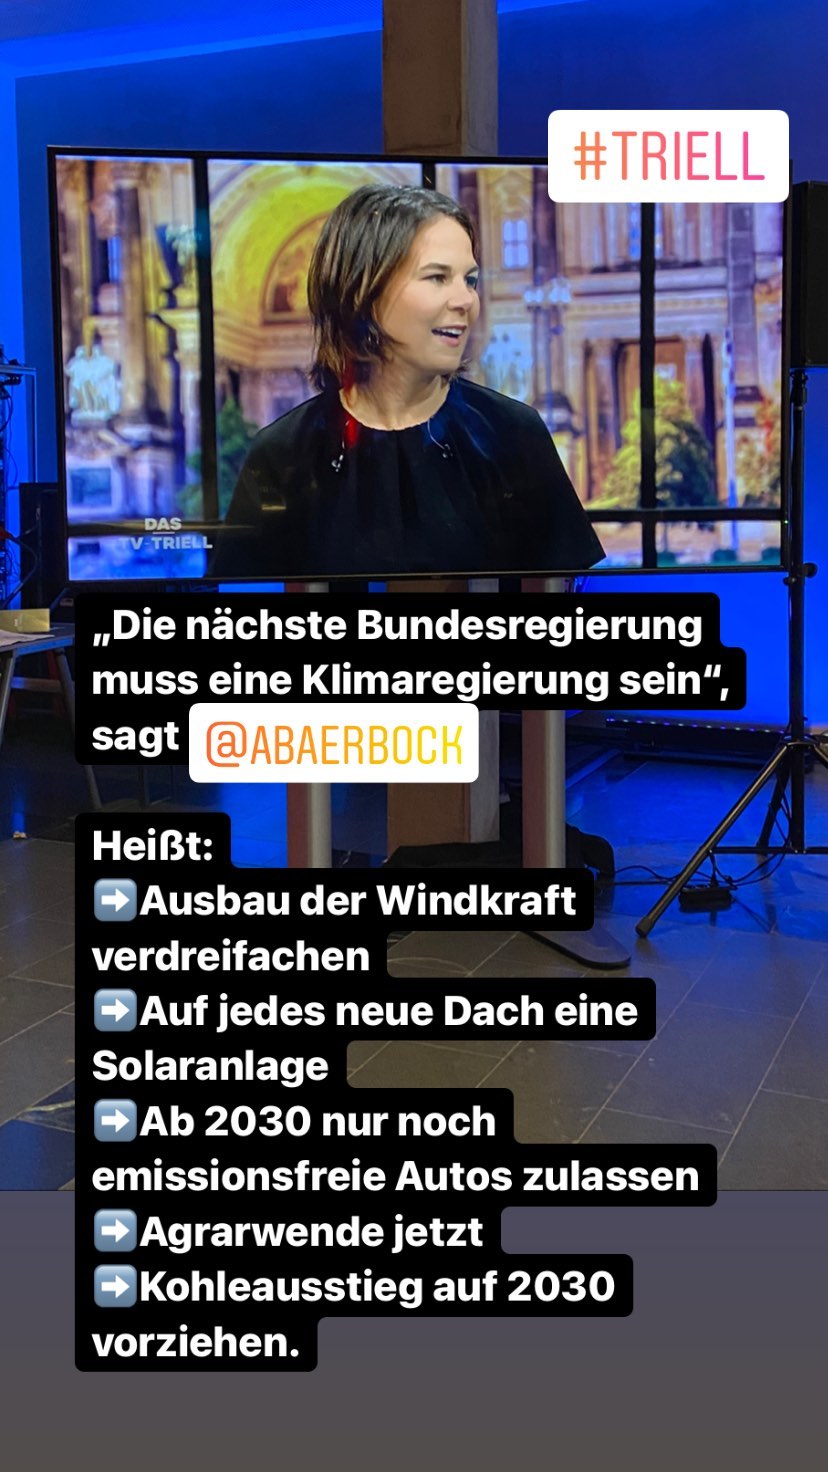 #TRIELL
DAS
TV-TRIELL
„Die nächste Bundesregierung
muss eine Klimaregierung sein“,
sagt @ABAERBOCK
Heißt:
➡️Ausbau der Windkraft
verdreifachen
➡️Auf jedes neue Dach eine
Solaranlage
➡️Ab 2030 nur noch
emissionsfreie Autos zulassen
➡️Agrarwende jetzt
➡️Kohleausstieg auf 2030
vorziehen.